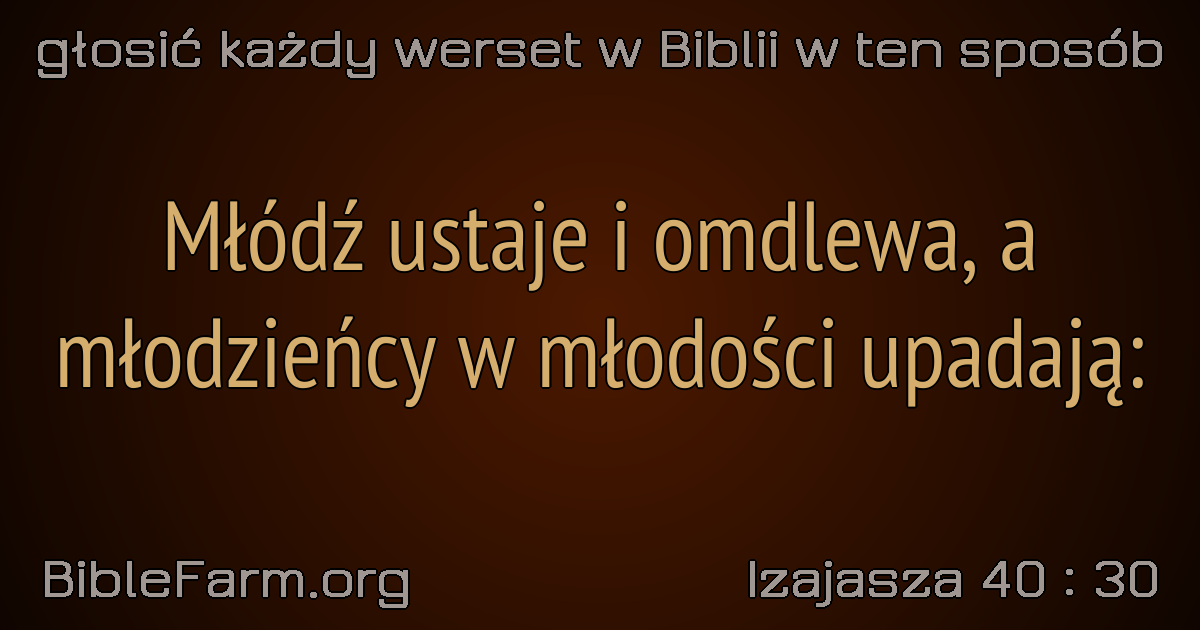 głosić każdy werset w Biblii w ten sposób
Młódź ustaje i omdlewa, a
młodzieńcy w młodości upadają:
BibleFarm.org
Izajasza 40 : 30